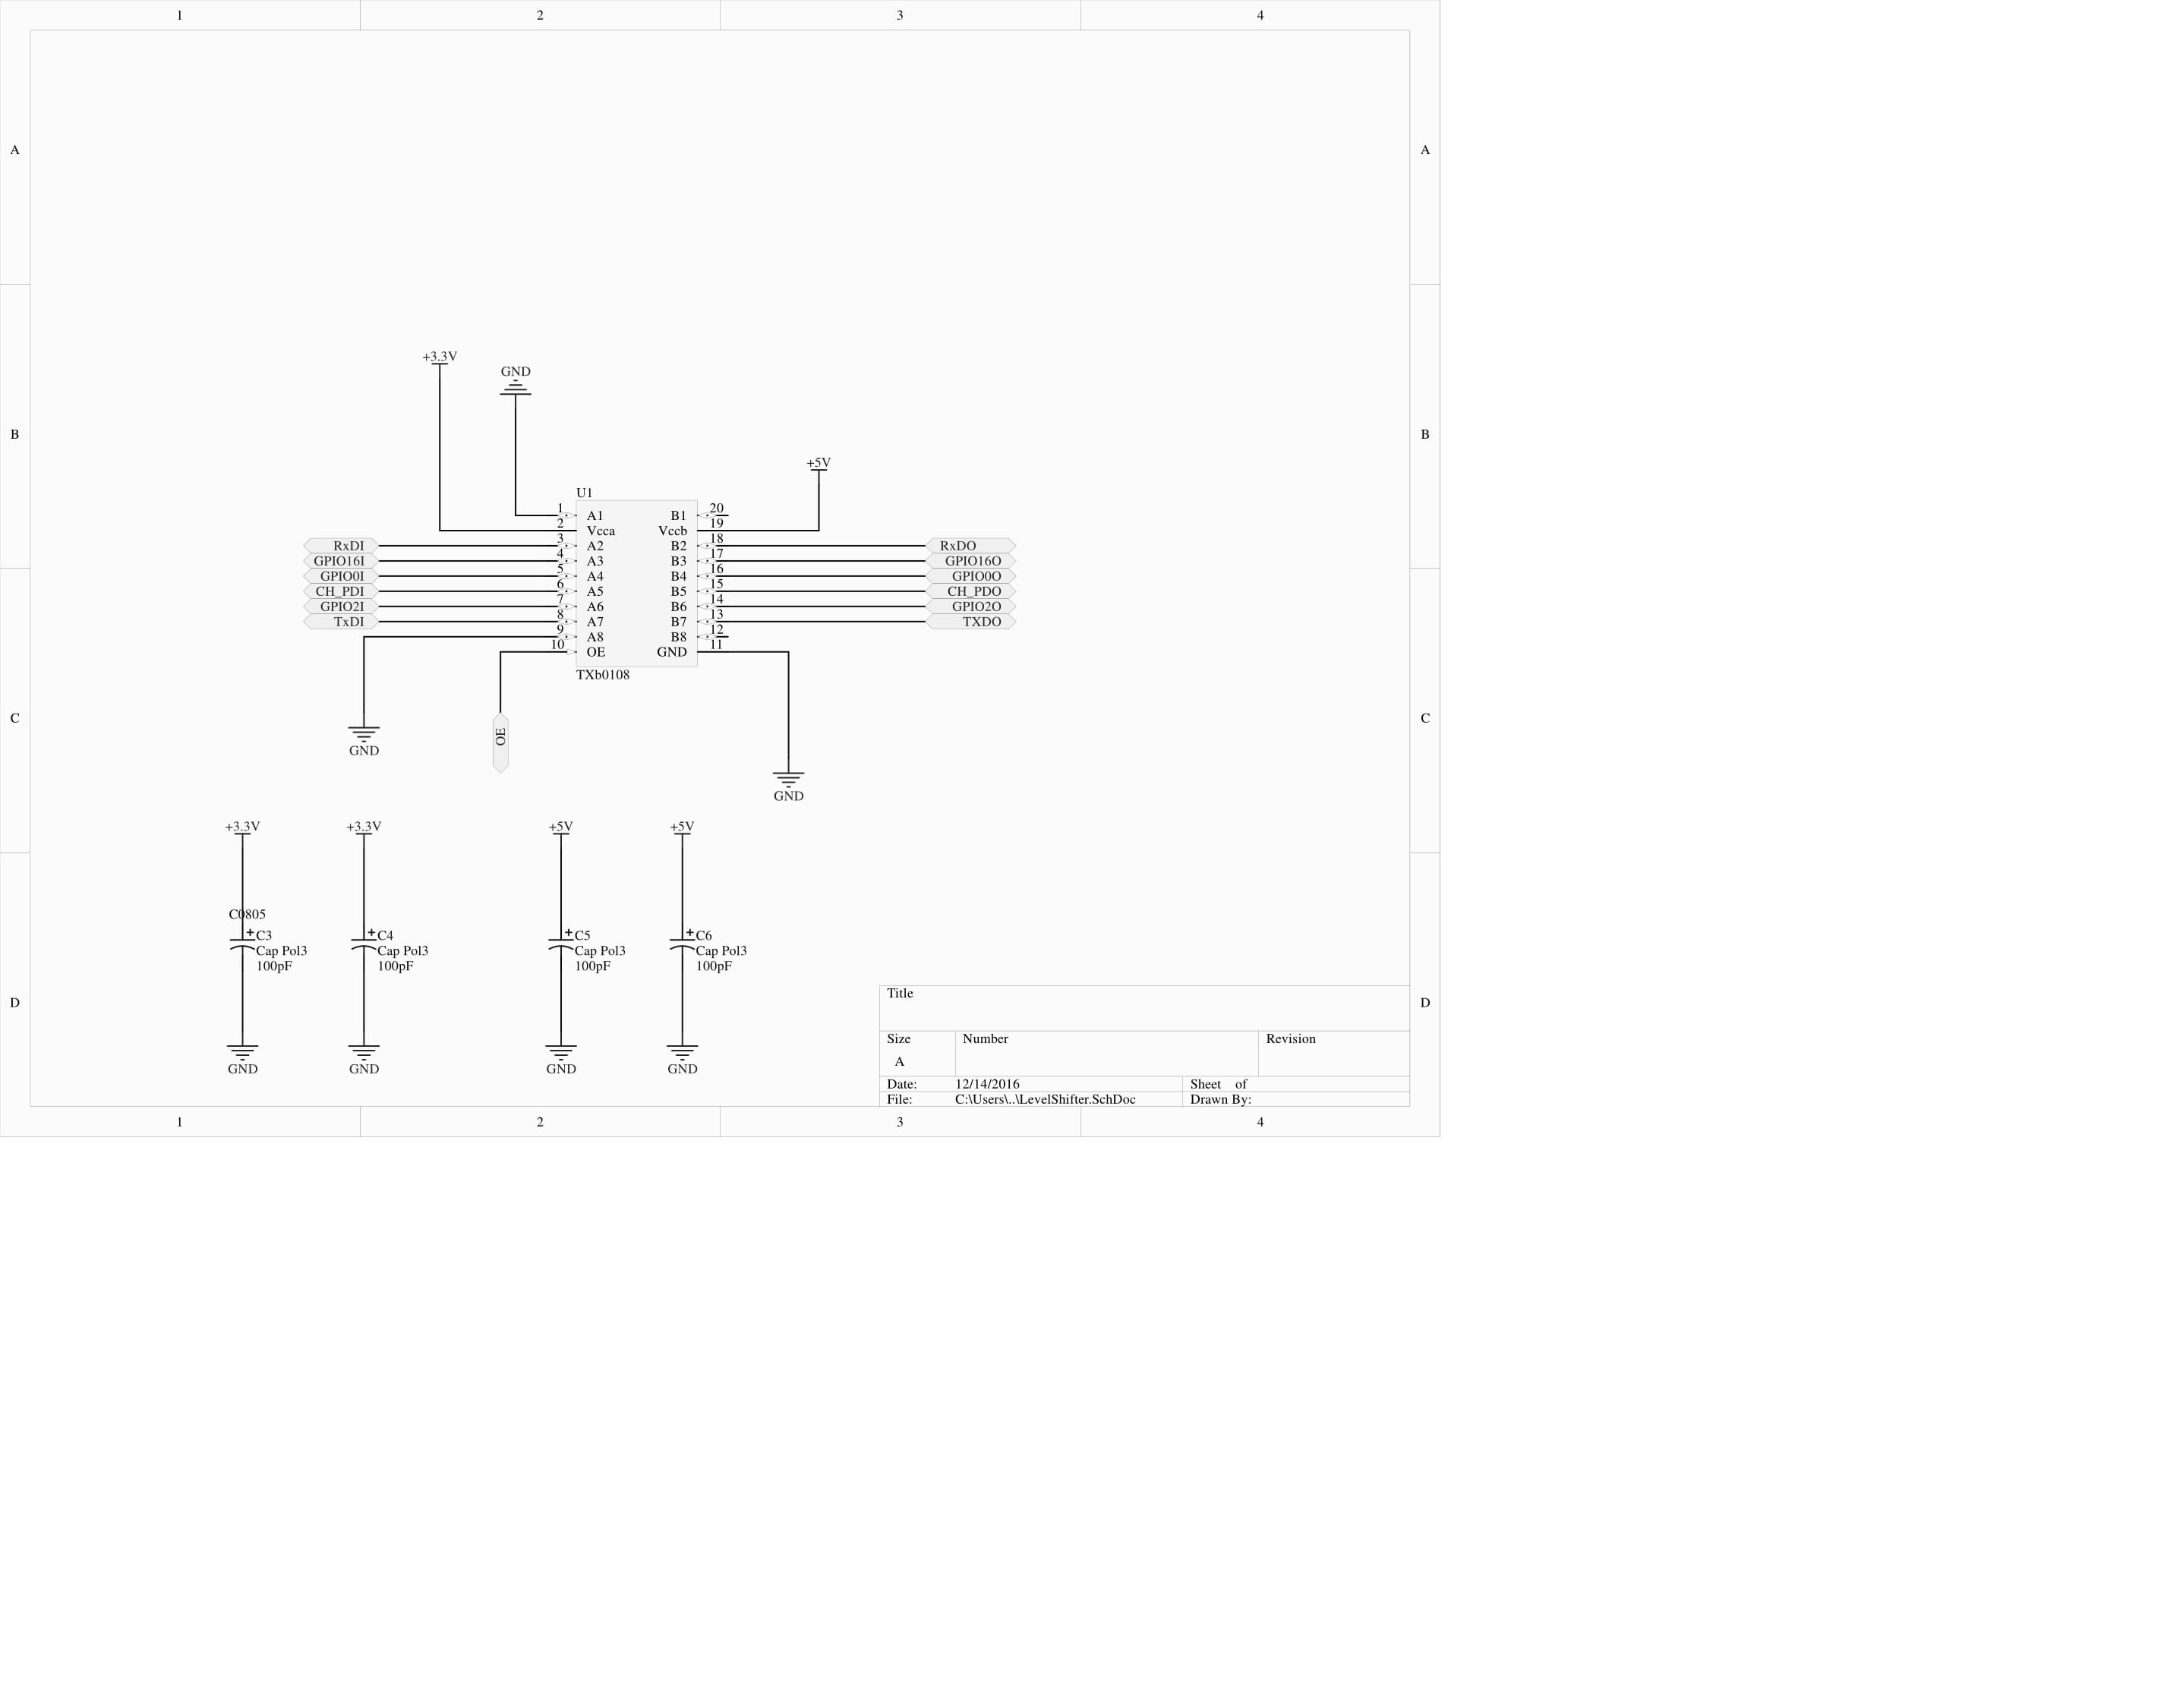 1 2 3 4
A A
+3.3V
GND
B B
+5V
U1
1 A1 B1 20
2 Vcca Vccb 19
RxDI 3 A2 B2 18 RxDO
GPIO16I 4 A3 B3 17 GPIO16O
GPIO0I 5 A4 B4 16 GPIO0O
CH_PDI 6 A5 B5 15 CH_PDO
GPIO2I 7 A6 B6 14 GPIO2O
TxDI 8 A7 B7 13 TXDO
9 A8 B8 12
10 OE GND 11
TXb0108
C C
OE
GND
GND
+3.3V +3.3V +5V +5V
C0805
+ C3 + C4 + C5 + C6
Cap Pol3 Cap Pol3 Cap Pol3 Cap Pol3
100pF 100pF 100pF 100pF
D D
GND GND GND GND
Title
Size Number Revision
A
Date: 12/14/2016 Sheet of
File: C:\Users\..\LevelShifter.SchDoc Drawn By:
1 2 3 4